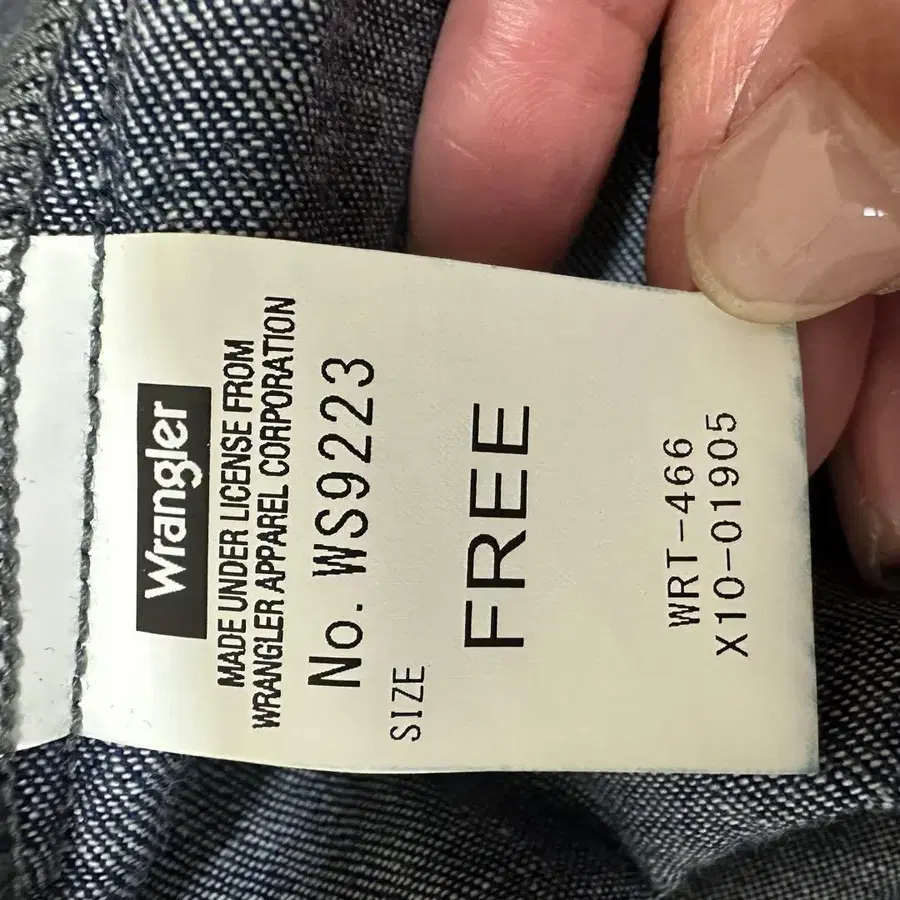 Wrangler
MADE UNDER LICENSE FROM
WRANGLER APPAREL CORPORATION
No. WS9223
SIZE
FREE
WRT-466
X10-01905